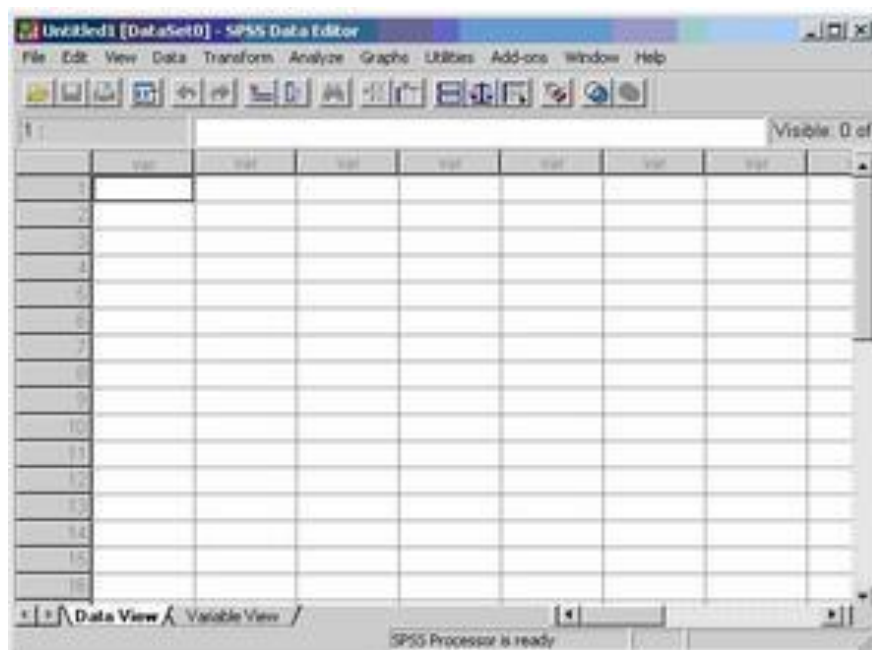 Untitled1 [DataSet0] - SPSS Data Editor
File Edit View Data Transform Analyze Graphs Utilities Add-ons Window Help
1 : Visible: 0 of
var var var var var var var
1
2
3
4
5
6
7
8
9
10
11
12
13
14
15
16
Data View Variable View
SPSS Processor is ready